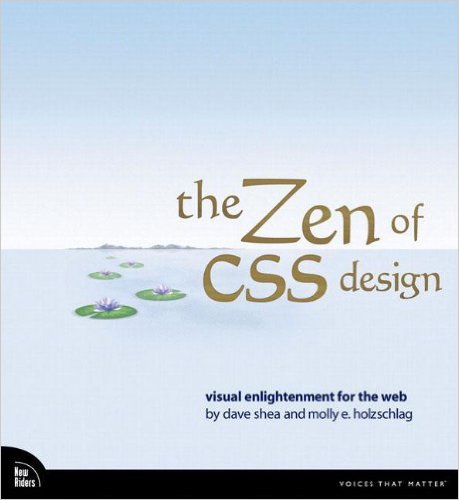 the Zen of
CSS design
visual enlightenment for the web
by dave shea and molly e. holzschlag
New
Riders
VOICES THAT MATTER™